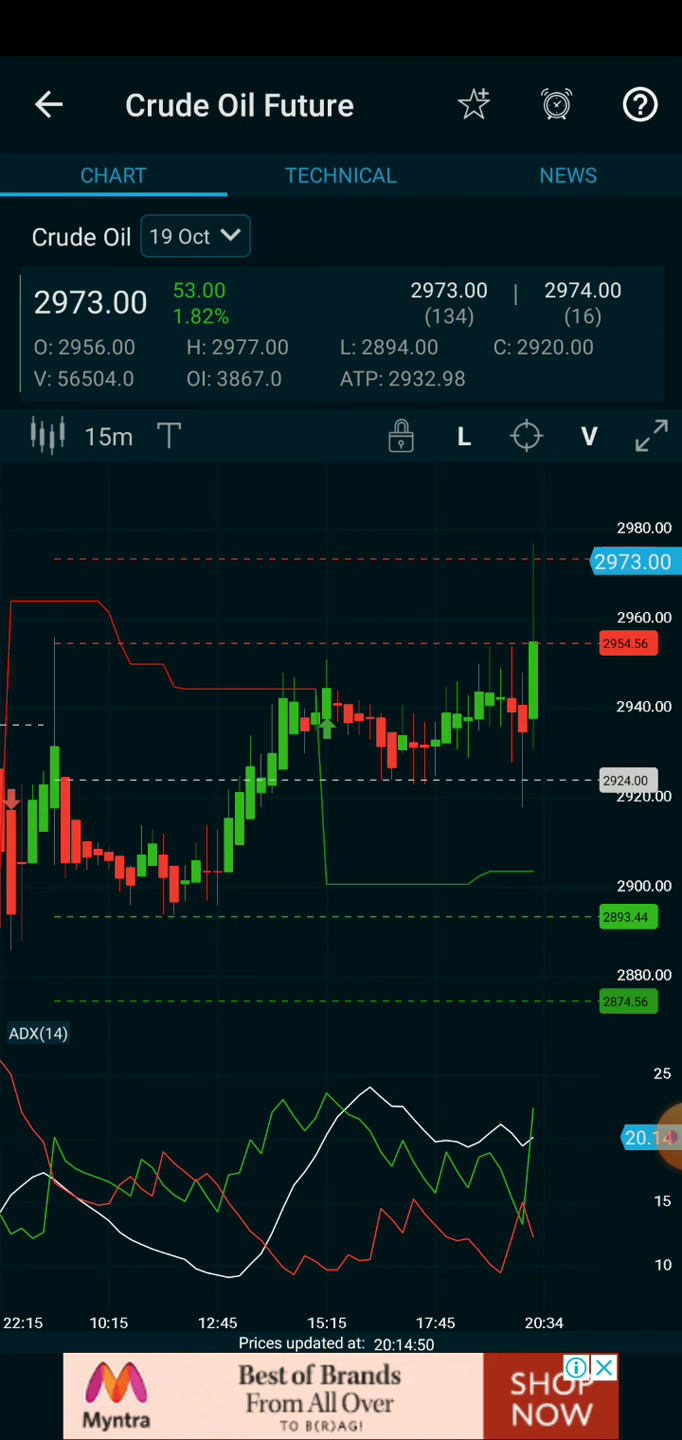 Crude Oil Future
CHART TECHNICAL NEWS
Crude Oil 19 Oct
2973.00 53.00 2973.00 | 2974.00
1.82% (134) (16)
O: 2956.00 H: 2977.00 L: 2894.00 C: 2920.00
V: 56504.0 OI: 3867.0 ATP: 2932.98
15m T L V
2980.00
2973.00
2960.00
2954.56
2940.00
2924.00
2920.00
2900.00
2893.44
2880.00
2874.56
ADX(14)
25
20.14
15
10
22:15 10:15 12:45 15:15 17:45 20:34
Prices updated at: 20:14:50
Myntra
Best of Brands
From All Over
TO B(R)AG!
SHOP
NOW